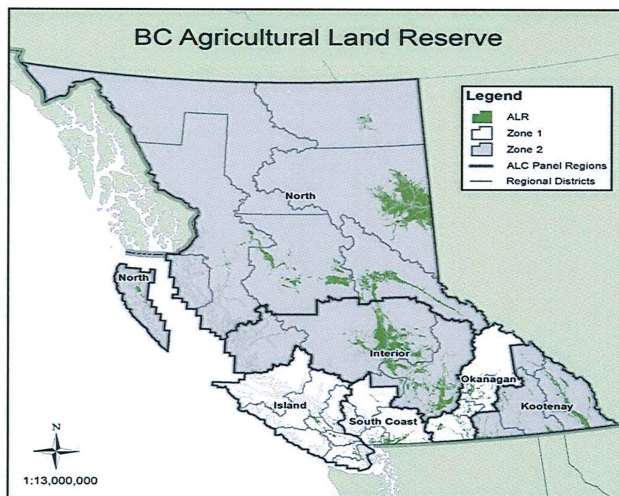 BC Agricultural Land Reserve
Legend
ALR
Zone 1
Zone 2
ALC Panel Regions
Regional Districts
North
North
Interior
Okanagan
Kootenay
Island
South Coast
N
1:13,000,000